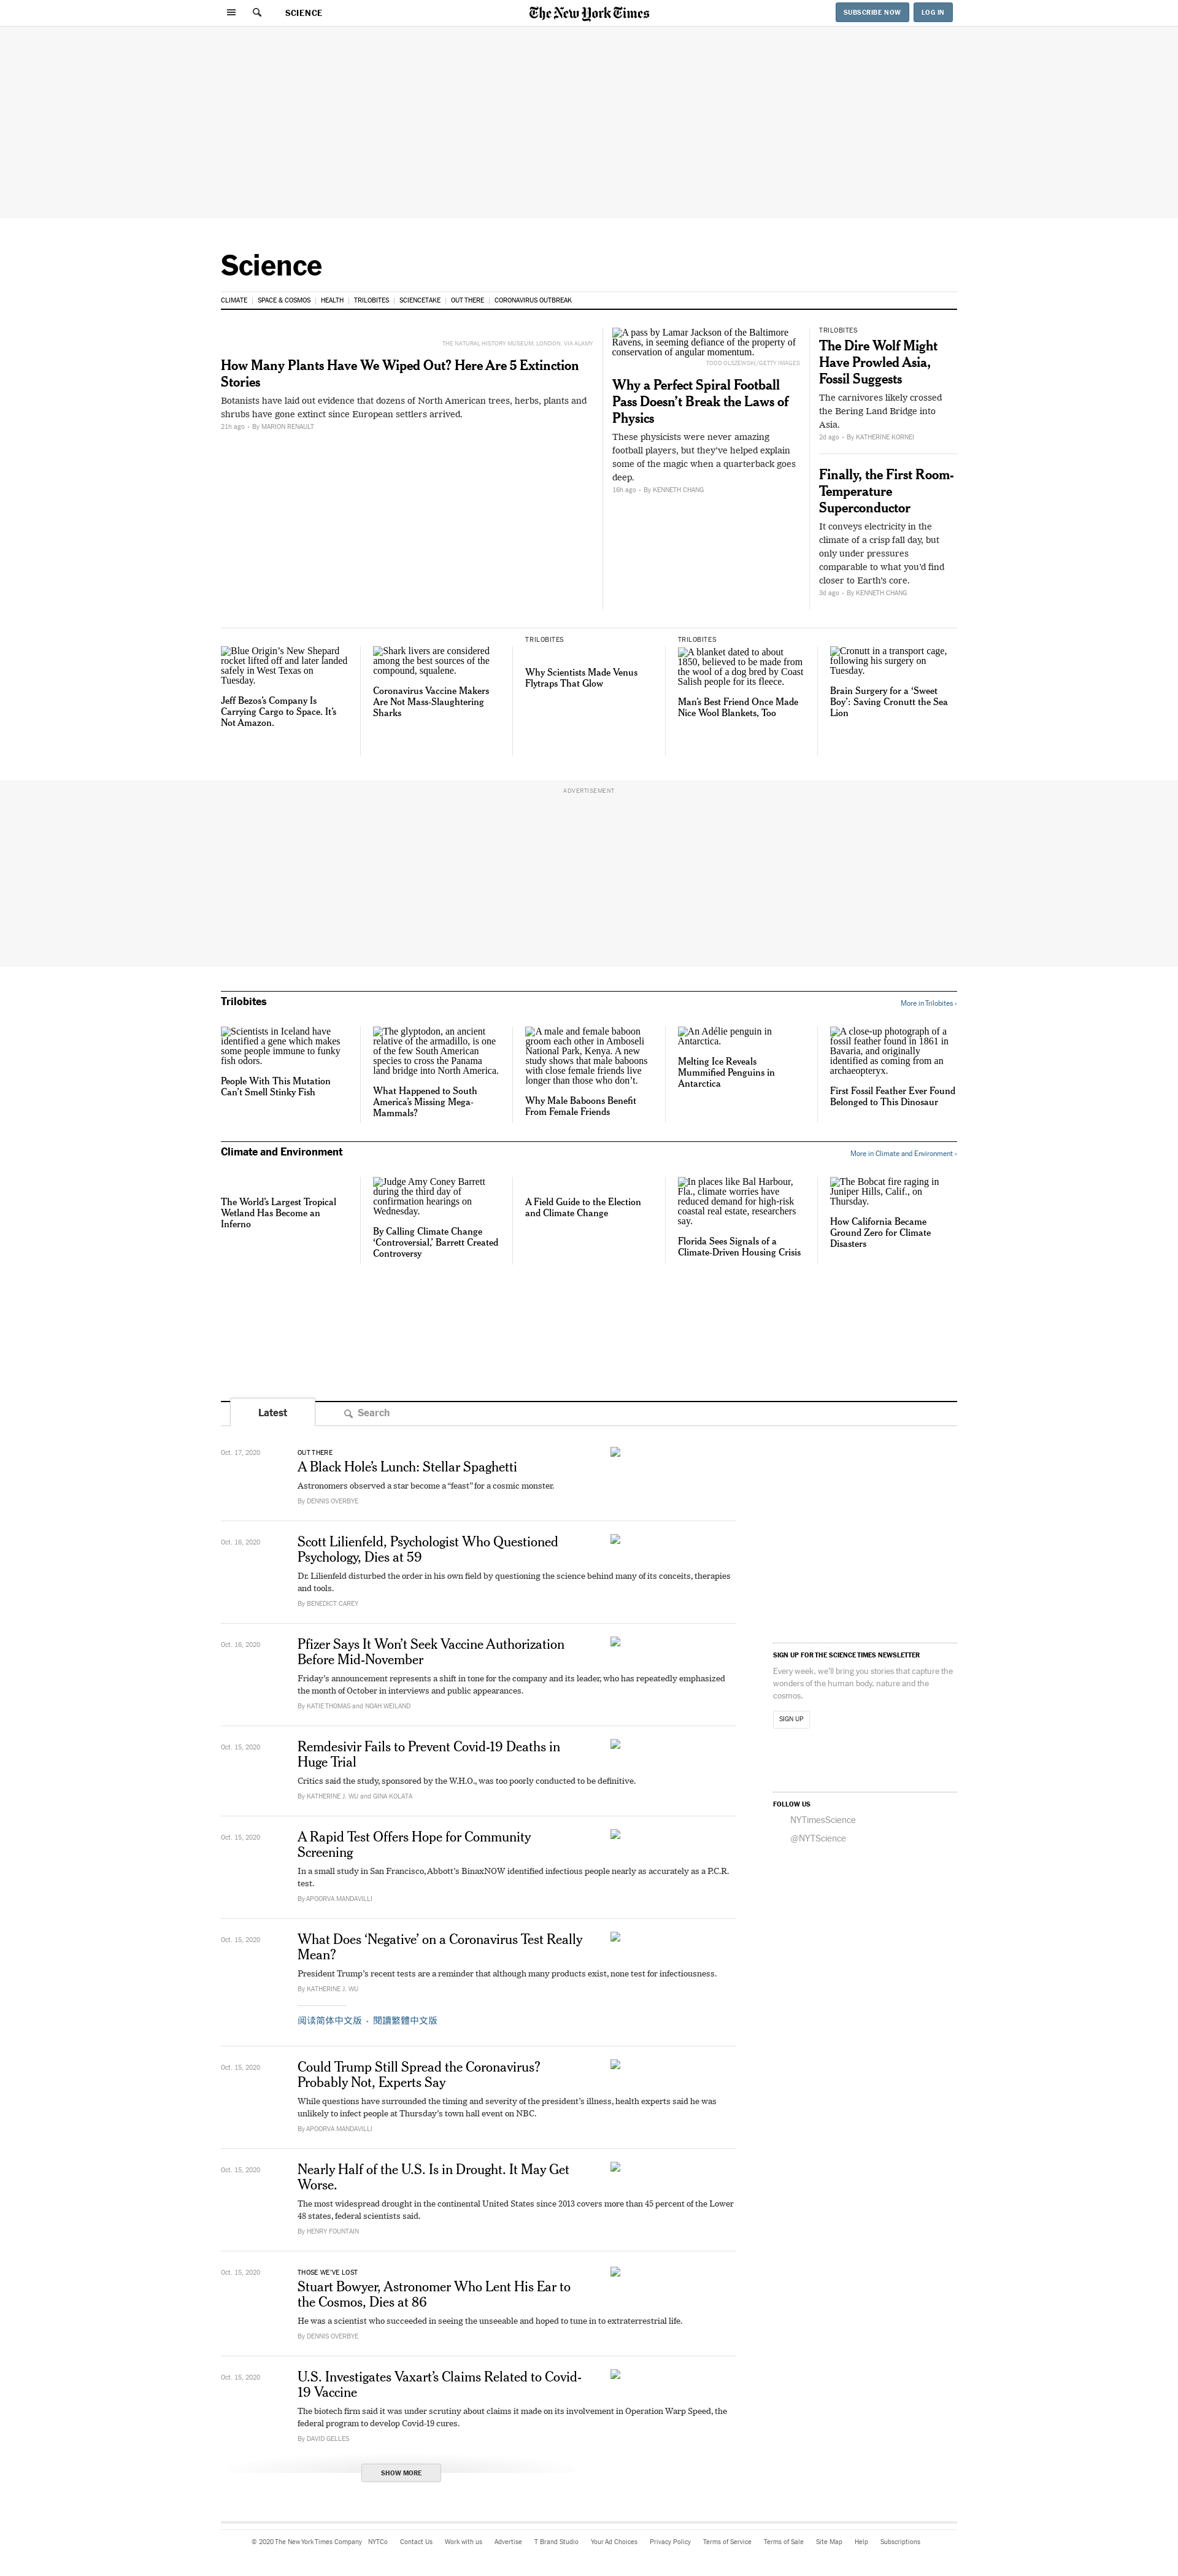 SCIENCE
The New York Times
SUBSCRIBE NOW
LOG IN
Science
CLIMATE
SPACE & COSMOS
HEALTH
TRILOBITES
SCIENCETAKE
OUT THERE
CORONAVIRUS OUTBREAK
THE NATURAL HISTORY MUSEUM, LONDON, VIA ALAMY
How Many Plants Have We Wiped Out? Here Are 5 Extinction
Stories
Botanists have laid out evidence that dozens of North American trees, herbs, plants and
shrubs have gone extinct since European settlers arrived.
21h ago • By MARION RENAULT
A pass by Lamar Jackson of the Baltimore
Ravens, in seeming defiance of the property of
conservation of angular momentum.
TODD OLSZEWSKI/GETTY IMAGES
Why a Perfect Spiral Football
Pass Doesn’t Break the Laws of
Physics
These physicists were never amazing
football players, but they’ve helped explain
some of the magic when a quarterback goes
deep.
16h ago • By KENNETH CHANG
TRILOBITES
The Dire Wolf Might
Have Prowled Asia,
Fossil Suggests
The carnivores likely crossed
the Bering Land Bridge into
Asia.
2d ago • By KATHERINE KORNEI
Finally, the First Room-
Temperature
Superconductor
It conveys electricity in the
climate of a crisp fall day, but
only under pressures
comparable to what you’d find
closer to Earth’s core.
3d ago • By KENNETH CHANG
Blue Origin’s New Shepard
rocket lifted off and later landed
safely in West Texas on
Tuesday.
Jeff Bezos’s Company Is
Carrying Cargo to Space. It’s
Not Amazon.
Shark livers are considered
among the best sources of the
compound, squalene.
Coronavirus Vaccine Makers
Are Not Mass-Slaughtering
Sharks
TRILOBITES
Why Scientists Made Venus
Flytraps That Glow
TRILOBITES
A blanket dated to about
1850, believed to be made from
the wool of a dog bred by Coast
Salish people for its fleece.
Man’s Best Friend Once Made
Nice Wool Blankets, Too
Cronutt in a transport cage,
following his surgery on
Tuesday.
Brain Surgery for a ‘Sweet
Boy’: Saving Cronutt the Sea
Lion
ADVERTISEMENT
Trilobites
More in Trilobites ›
Scientists in Iceland have
identified a gene which makes
some people immune to funky
fish odors.
People With This Mutation
Can’t Smell Stinky Fish
The glyptodon, an ancient
relative of the armadillo, is one
of the few South American
species to cross the Panama
land bridge into North America.
What Happened to South
America’s Missing Mega-
Mammals?
A male and female baboon
groom each other in Amboseli
National Park, Kenya. A new
study shows that male baboons
with close female friends live
longer than those who don’t.
Why Male Baboons Benefit
From Female Friends
An Adélie penguin in
Antarctica.
Melting Ice Reveals
Mummified Penguins in
Antarctica
A close-up photograph of a
fossil feather found in 1861 in
Bavaria, and originally
identified as coming from an
archaeopteryx.
First Fossil Feather Ever Found
Belonged to This Dinosaur
Climate and Environment
More in Climate and Environment ›
The World’s Largest Tropical
Wetland Has Become an
Inferno
Judge Amy Coney Barrett
during the third day of
confirmation hearings on
Wednesday.
By Calling Climate Change
‘Controversial,’ Barrett Created
Controversy
A Field Guide to the Election
and Climate Change
In places like Bal Harbour,
Fla., climate worries have
reduced demand for high-risk
coastal real estate, researchers
say.
Florida Sees Signals of a
Climate-Driven Housing Crisis
The Bobcat fire raging in
Juniper Hills, Calif., on
Thursday.
How California Became
Ground Zero for Climate
Disasters
Latest
Search
Oct. 17, 2020
OUT THERE
A Black Hole’s Lunch: Stellar Spaghetti
Astronomers observed a star become a “feast” for a cosmic monster.
By DENNIS OVERBYE
Oct. 16, 2020
Scott Lilienfeld, Psychologist Who Questioned
Psychology, Dies at 59
Dr. Lilienfeld disturbed the order in his own field by questioning the science behind many of its conceits, therapies
and tools.
By BENEDICT CAREY
Oct. 16, 2020
Pfizer Says It Won’t Seek Vaccine Authorization
Before Mid-November
Friday’s announcement represents a shift in tone for the company and its leader, who has repeatedly emphasized
the month of October in interviews and public appearances.
By KATIE THOMAS and NOAH WEILAND
SIGN UP FOR THE SCIENCE TIMES NEWSLETTER
Every week, we’ll bring you stories that capture the
wonders of the human body, nature and the
cosmos.
SIGN UP
Oct. 15, 2020
Remdesivir Fails to Prevent Covid-19 Deaths in
Huge Trial
Critics said the study, sponsored by the W.H.O., was too poorly conducted to be definitive.
By KATHERINE J. WU and GINA KOLATA
FOLLOW US
NYTimesScience
@NYTScience
Oct. 15, 2020
A Rapid Test Offers Hope for Community
Screening
In a small study in San Francisco, Abbott’s BinaxNOW identified infectious people nearly as accurately as a P.C.R.
test.
By APOORVA MANDAVILLI
Oct. 15, 2020
What Does ‘Negative’ on a Coronavirus Test Really
Mean?
President Trump’s recent tests are a reminder that although many products exist, none test for infectiousness.
By KATHERINE J. WU
阅读简体中文版 • 閱讀繁體中文版
Oct. 15, 2020
Could Trump Still Spread the Coronavirus?
Probably Not, Experts Say
While questions have surrounded the timing and severity of the president’s illness, health experts said he was
unlikely to infect people at Thursday’s town hall event on NBC.
By APOORVA MANDAVILLI
Oct. 15, 2020
Nearly Half of the U.S. Is in Drought. It May Get
Worse.
The most widespread drought in the continental United States since 2013 covers more than 45 percent of the Lower
48 states, federal scientists said.
By HENRY FOUNTAIN
Oct. 15, 2020
THOSE WE’VE LOST
Stuart Bowyer, Astronomer Who Lent His Ear to
the Cosmos, Dies at 86
He was a scientist who succeeded in seeing the unseeable and hoped to tune in to extraterrestrial life.
By DENNIS OVERBYE
Oct. 15, 2020
U.S. Investigates Vaxart’s Claims Related to Covid-
19 Vaccine
The biotech firm said it was under scrutiny about claims it made on its involvement in Operation Warp Speed, the
federal program to develop Covid-19 cures.
By DAVID GELLES
SHOW MORE
© 2020 The New York Times Company NYTCo Contact Us Work with us Advertise T Brand Studio Your Ad Choices Privacy Policy Terms of Service Terms of Sale Site Map Help Subscriptions